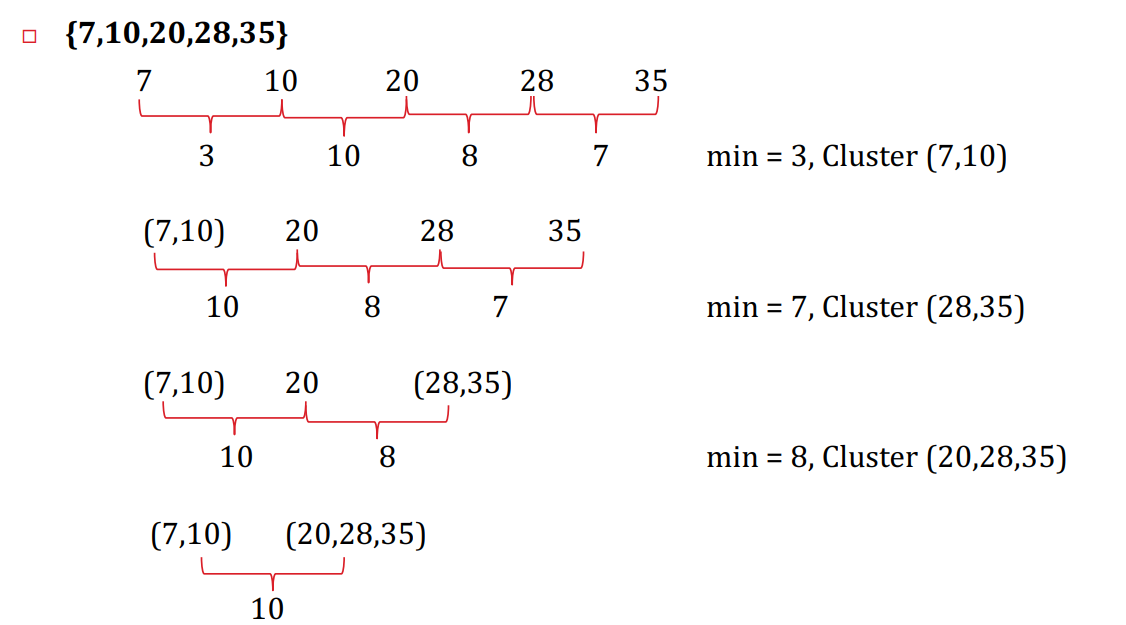 {7,10,20,28,35}
7 10 20 28 35
3 10 8 7 min = 3, Cluster (7,10)
(7,10) 20 28 35
10 8 7 min = 7, Cluster (28,35)
(7,10) 20 (28,35)
10 8 min = 8, Cluster (20,28,35)
(7,10) (20,28,35)
10